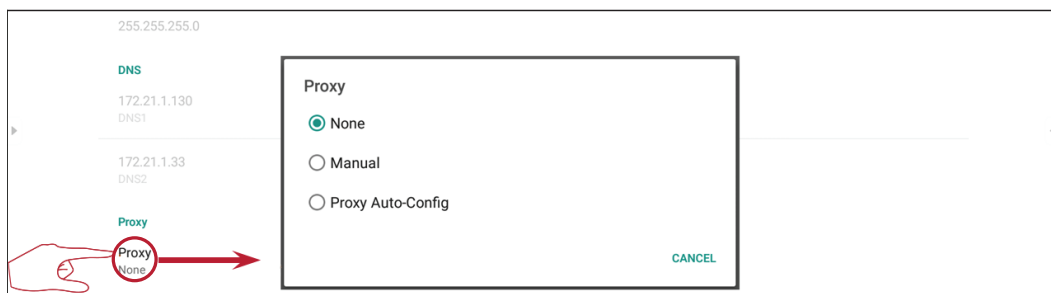 255.255.255.0
DNS
172.21.1.130
DNS1
172.21.1.33
DNS2
Proxy
Proxy
None
Proxy
None
Manual
Proxy Auto-Config
CANCEL